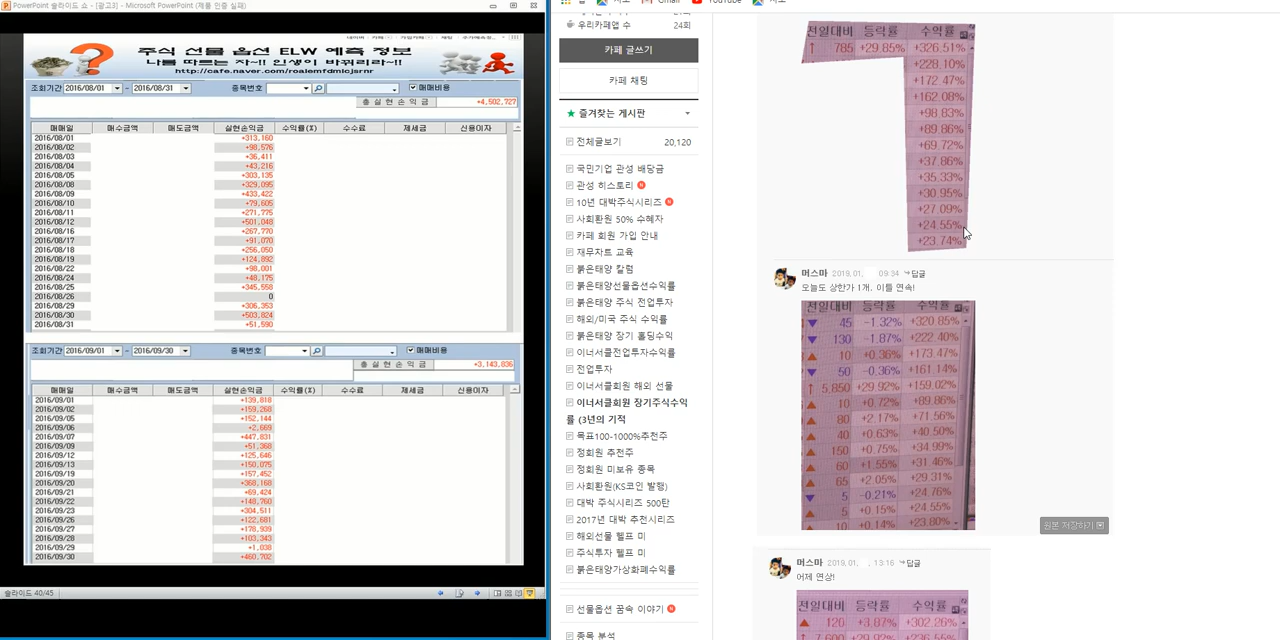 PowerPoint 슬라이드 쇼 - [광고3] - Microsoft PowerPoint (제품 인증 실패)
주식 선물 옵션 ELW 예측 정보
나를 따르는 자~!! 인생이 바뀌리라~!!
http://cafe.naver.com/roalemfdmlcjsrnr
조회기간 2016/08/01 ~ 2016/08/31 종목번호 매매비용
총 실 현 손 익 금 +4,502,727
매매일 매수금액 매도금액 실현손익금 수익률(%) 수수료 제세금 신용이자
2016/08/01 +313,160
2016/08/02 +98,576
2016/08/03 +36,411
2016/08/04 +43,216
2016/08/05 +303,135
2016/08/08 +329,095
2016/08/09 +433,422
2016/08/10 +79,605
2016/08/11 +271,775
2016/08/12 +501,048
2016/08/16 +267,770
2016/08/17 +91,070
2016/08/18 +256,050
2016/08/19 +124,892
2016/08/22 +98,001
2016/08/24 +48,175
2016/08/25 +345,558
2016/08/26 0
2016/08/29 +306,353
2016/08/30 +503,824
2016/08/31 +51,590
조회기간 2016/09/01 ~ 2016/09/30 종목번호 매매비용
총 실 현 손 익 금 +3,143,836
매매일 매수금액 매도금액 실현손익금 수익률(%) 수수료 제세금 신용이자
2016/09/01 +139,818
2016/09/02 +159,268
2016/09/05 +152,144
2016/09/06 +2,669
2016/09/07 +447,831
2016/09/09 +51,368
2016/09/12 +125,646
2016/09/13 +150,075
2016/09/19 +157,452
2016/09/20 +368,168
2016/09/21 +69,424
2016/09/22 +140,760
2016/09/23 +304,511
2016/09/26 +122,681
2016/09/27 +178,939
2016/09/28 +103,343
2016/09/29 +1,038
2016/09/30 +460,702
슬라이드 40/45
우리카페앱 수 24회
카페 글쓰기
카페 채팅
즐겨찾는 게시판
전체글보기 20,120
국민기업 관성 배당금
관성 히스토리
10년 대박주식시리즈
사회환원 50% 수혜자
카페 회원 가입 안내
재무차트 교육
붉은태양 칼럼
붉은태양선물옵션수익률
붉은태양 주식 전업투자
해외/미국 주식 수익률
붉은태양 장기 홀딩수익
이너서클전업투자수익률
전업투자
이너서클회원 해외 선물
이너서클회원 장기주식수익
률 (3년의 기적
목표100-1000%추천주
정회원 추천주
정회원 미보유 종목
사회환원(KS코인 발행)
대박 주식시리즈 500탄
2017년 대박 추천시리즈
해외선물 헬프 미
주식투자 헬프 미
붉은태양가상화폐수익률
선물옵션 꿈속 이야기
종목 분석
전일대비 등락률 수익률
↑ 785 +29.85% +326.51%
+228.10%
+172.47%
+162.08%
+98.83%
+89.86%
+69.72%
+37.86%
+35.33%
+30.95%
+27.09%
+24.55%
+23.74%
머스마 2019.01. 09:34 답글
오늘도 상한가 1개. 이틀 연속!
전일대비 등락률 수익률
▼ 45 -1.32% +320.85%
▼ 130 -1.87% +222.40%
▲ 10 +0.36% +173.47%
▼ 50 -0.36% +161.14%
↑ 5,850 +29.92% +159.02%
▲ 10 +0.72% +89.86%
▲ 80 +2.17% +71.56%
▲ 40 +0.63% +40.50%
▲ 150 +0.75% +34.99%
▲ 60 +1.55% +31.46%
▲ 65 +2.05% +29.31%
▼ 5 -0.21% +24.76%
▲ 5 +0.15% +24.55%
▲ 10 +0.14% +23.80%
원본 저장하기
머스마 2019.01. 13:16 답글
어제 연상!
전일대비 등락률 수익률
▲ 120 +3.87% +302.26%
↑ 7,600 +29.92% +236.55%